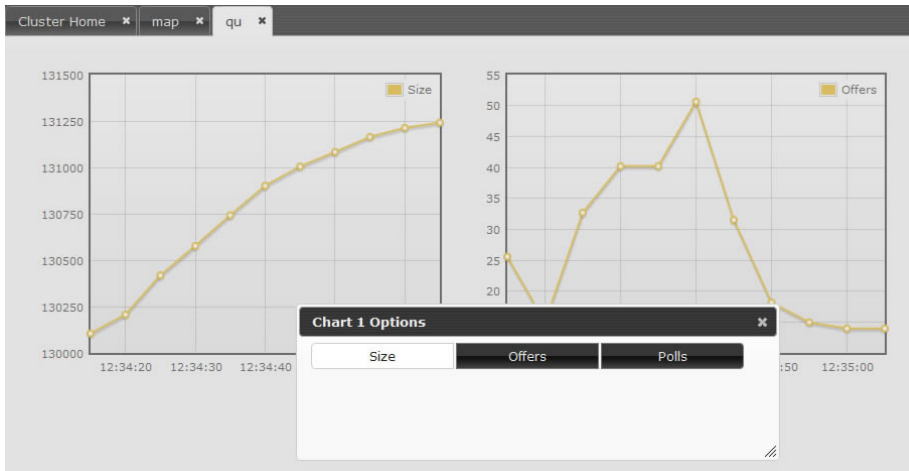 Cluster Home × map × qu ×
131500
131250
131000
130750
130500
130250
130000
Size
12:34:20 12:34:30 12:34:40
55
50
45
40
35
30
25
20
Offers
:50 12:35:00
Chart 1 Options ×
Size Offers Polls